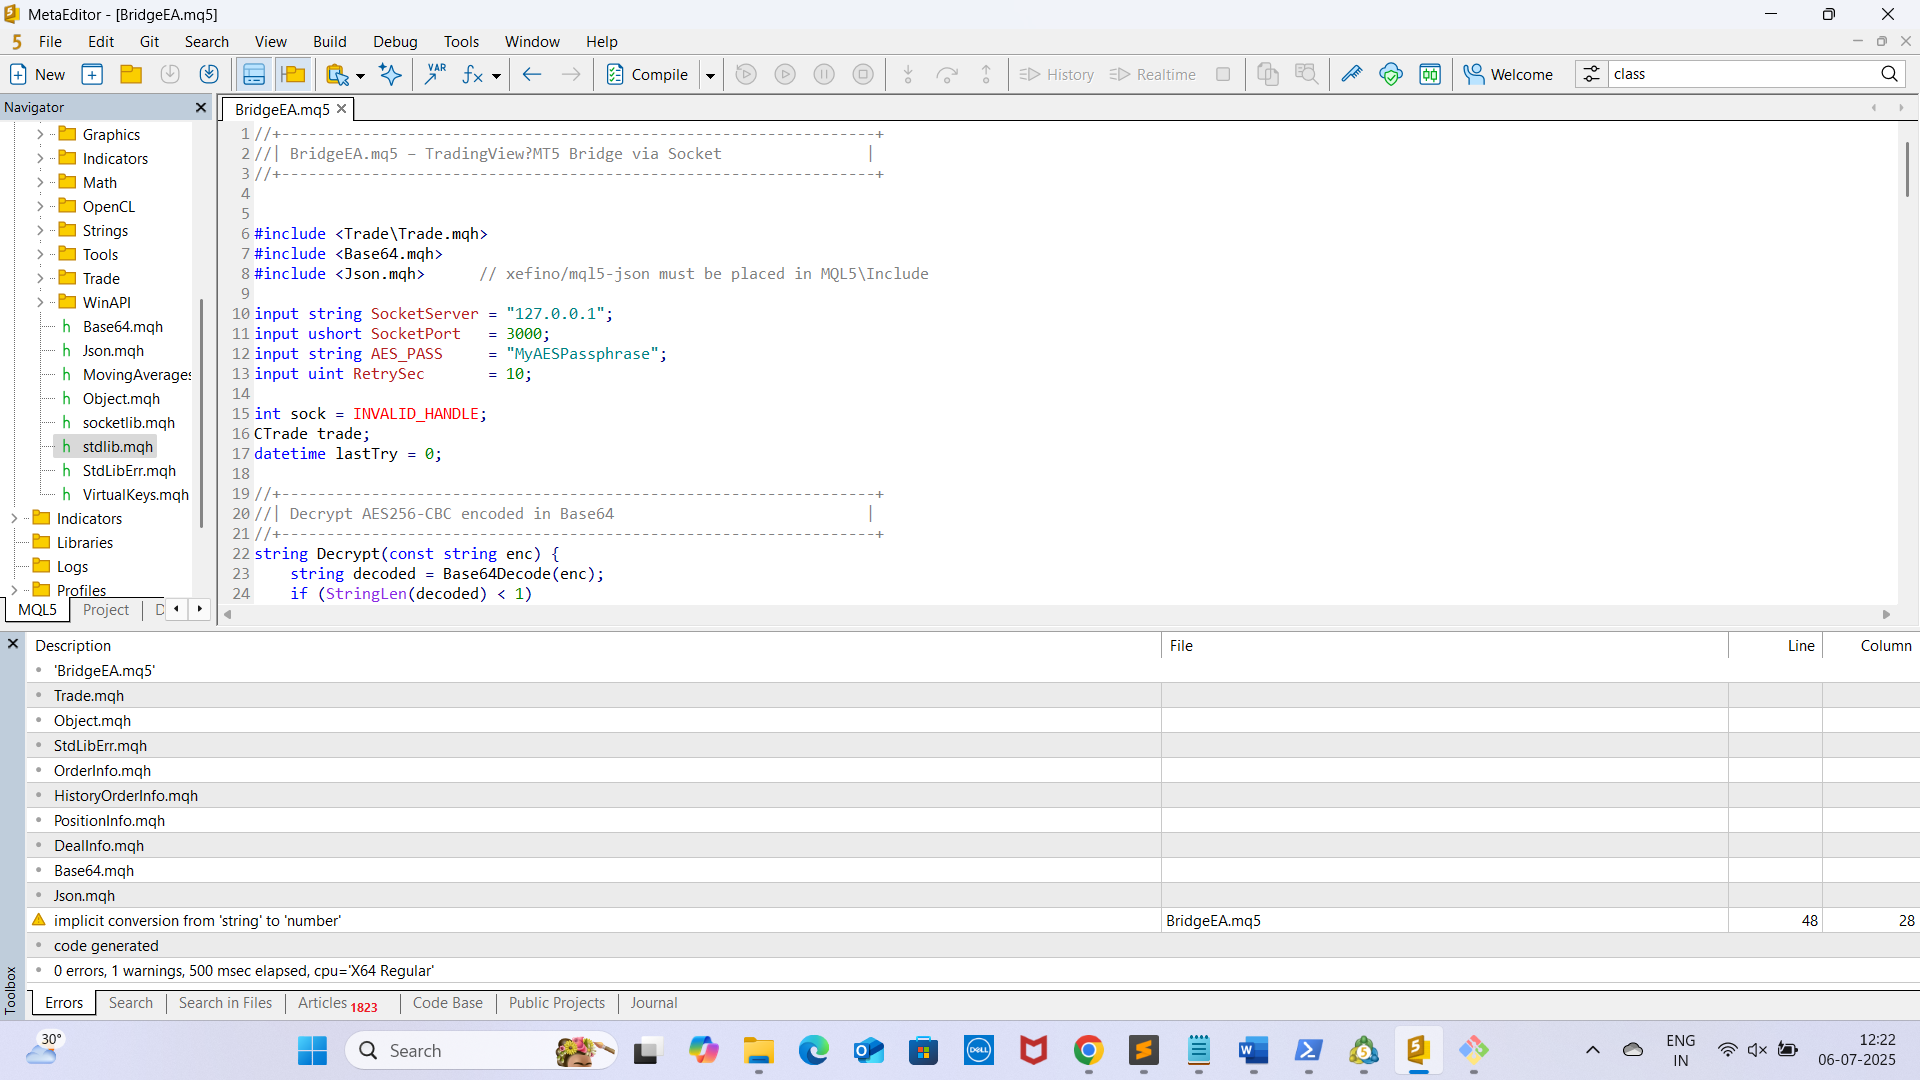 MetaEditor - [BridgeEA.mq5]
5 File Edit Git Search View Build Debug Tools Window Help
New VAR fx Compile History Realtime Welcome class
Navigator
Graphics
Indicators
Math
OpenCL
Strings
Tools
Trade
WinAPI
h Base64.mqh
h Json.mqh
h MovingAverages
h Object.mqh
h socketlib.mqh
h stdlib.mqh
h StdLibErr.mqh
h VirtualKeys.mqh
Indicators
Libraries
Logs
Profiles
MQL5 Project D
BridgeEA.mq5
1 //+------------------------------------------------------------------+
2 //| BridgeEA.mq5 – TradingView?MT5 Bridge via Socket |
3 //+------------------------------------------------------------------+
4
5
6 #include <Trade\Trade.mqh>
7 #include <Base64.mqh>
8 #include <Json.mqh> // xefino/mql5-json must be placed in MQL5\Include
9
10 input string SocketServer = "127.0.0.1";
11 input ushort SocketPort = 3000;
12 input string AES_PASS = "MyAESPassphrase";
13 input uint RetrySec = 10;
14
15 int sock = INVALID_HANDLE;
16 CTrade trade;
17 datetime lastTry = 0;
18
19 //+------------------------------------------------------------------+
20 //| Decrypt AES256-CBC encoded in Base64 |
21 //+------------------------------------------------------------------+
22 string Decrypt(const string enc) {
23 string decoded = Base64Decode(enc);
24 if (StringLen(decoded) < 1)
Description File Line Column
'BridgeEA.mq5'
Trade.mqh
Object.mqh
StdLibErr.mqh
OrderInfo.mqh
HistoryOrderInfo.mqh
PositionInfo.mqh
DealInfo.mqh
Base64.mqh
Json.mqh
implicit conversion from 'string' to 'number' BridgeEA.mq5 48 28
code generated
0 errors, 1 warnings, 500 msec elapsed, cpu='X64 Regular'
Toolbox
Errors Search Search in Files Articles 1823 Code Base Public Projects Journal
30°
Search
DELL
ENG
IN
12:22
06-07-2025